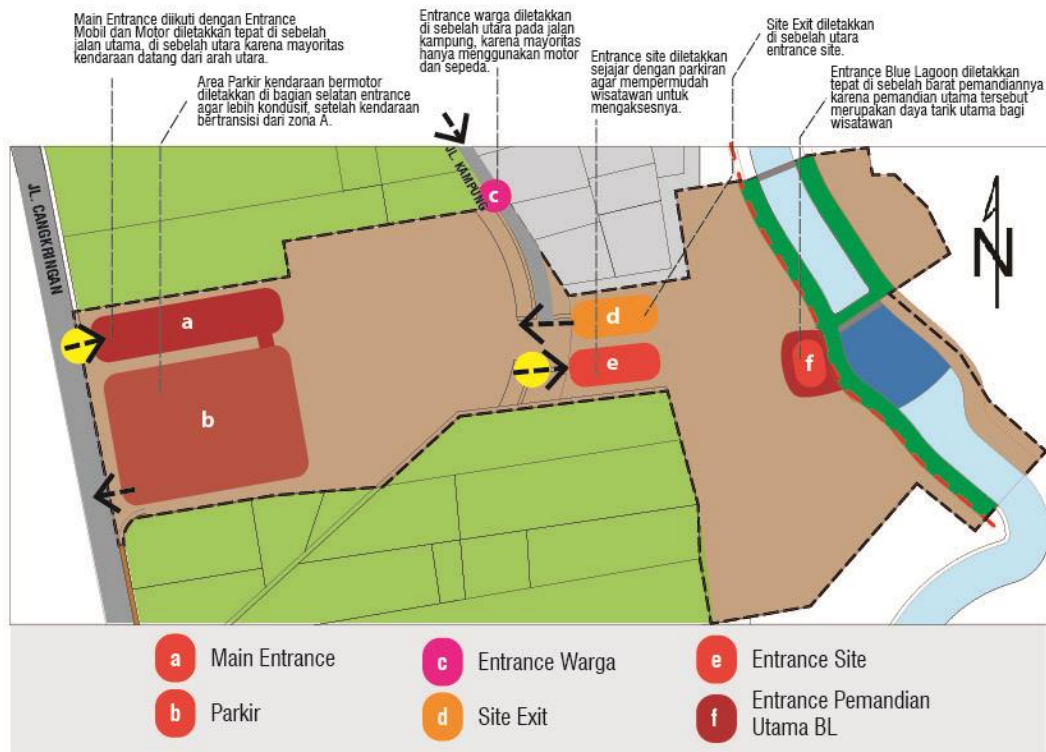 Main Entrance diikuti dengan Entrance
Mobil dan Motor diletakkan tepat di sebelah
jalan utama, di sebelah utara karena mayoritas
kendaraan datang dari arah utara.
Area Parkir kendaraan bermotor
diletakkan di bagian selatan entrance
agar lebih kondusif, setelah kendaraan
bertransisi dari zona A.
Entrance warga diletakkan
di sebelah utara pada jalan
kampung, karena mayoritas
hanya menggunakan motor
dan sepeda.
Entrance site diletakkan
sejajar dengan parkiran
agar mempermudah
wisatawan untuk
mengaksesnya.
Site Exit diletakkan
di sebelah utara
entrance site.
Entrance Blue Lagoon diletakkan
tepat di sebelah barat pemandiannya
karena pemandian utama tersebut
merupakan daya tarik utama bagi
wisatawan
JL. CANGKRINGAN
JL. KAMPUNG
c
N
a
d
e
f
b
a Main Entrance
b Parkir
c Entrance Warga
d Site Exit
e Entrance Site
f Entrance Pemandian
Utama BL